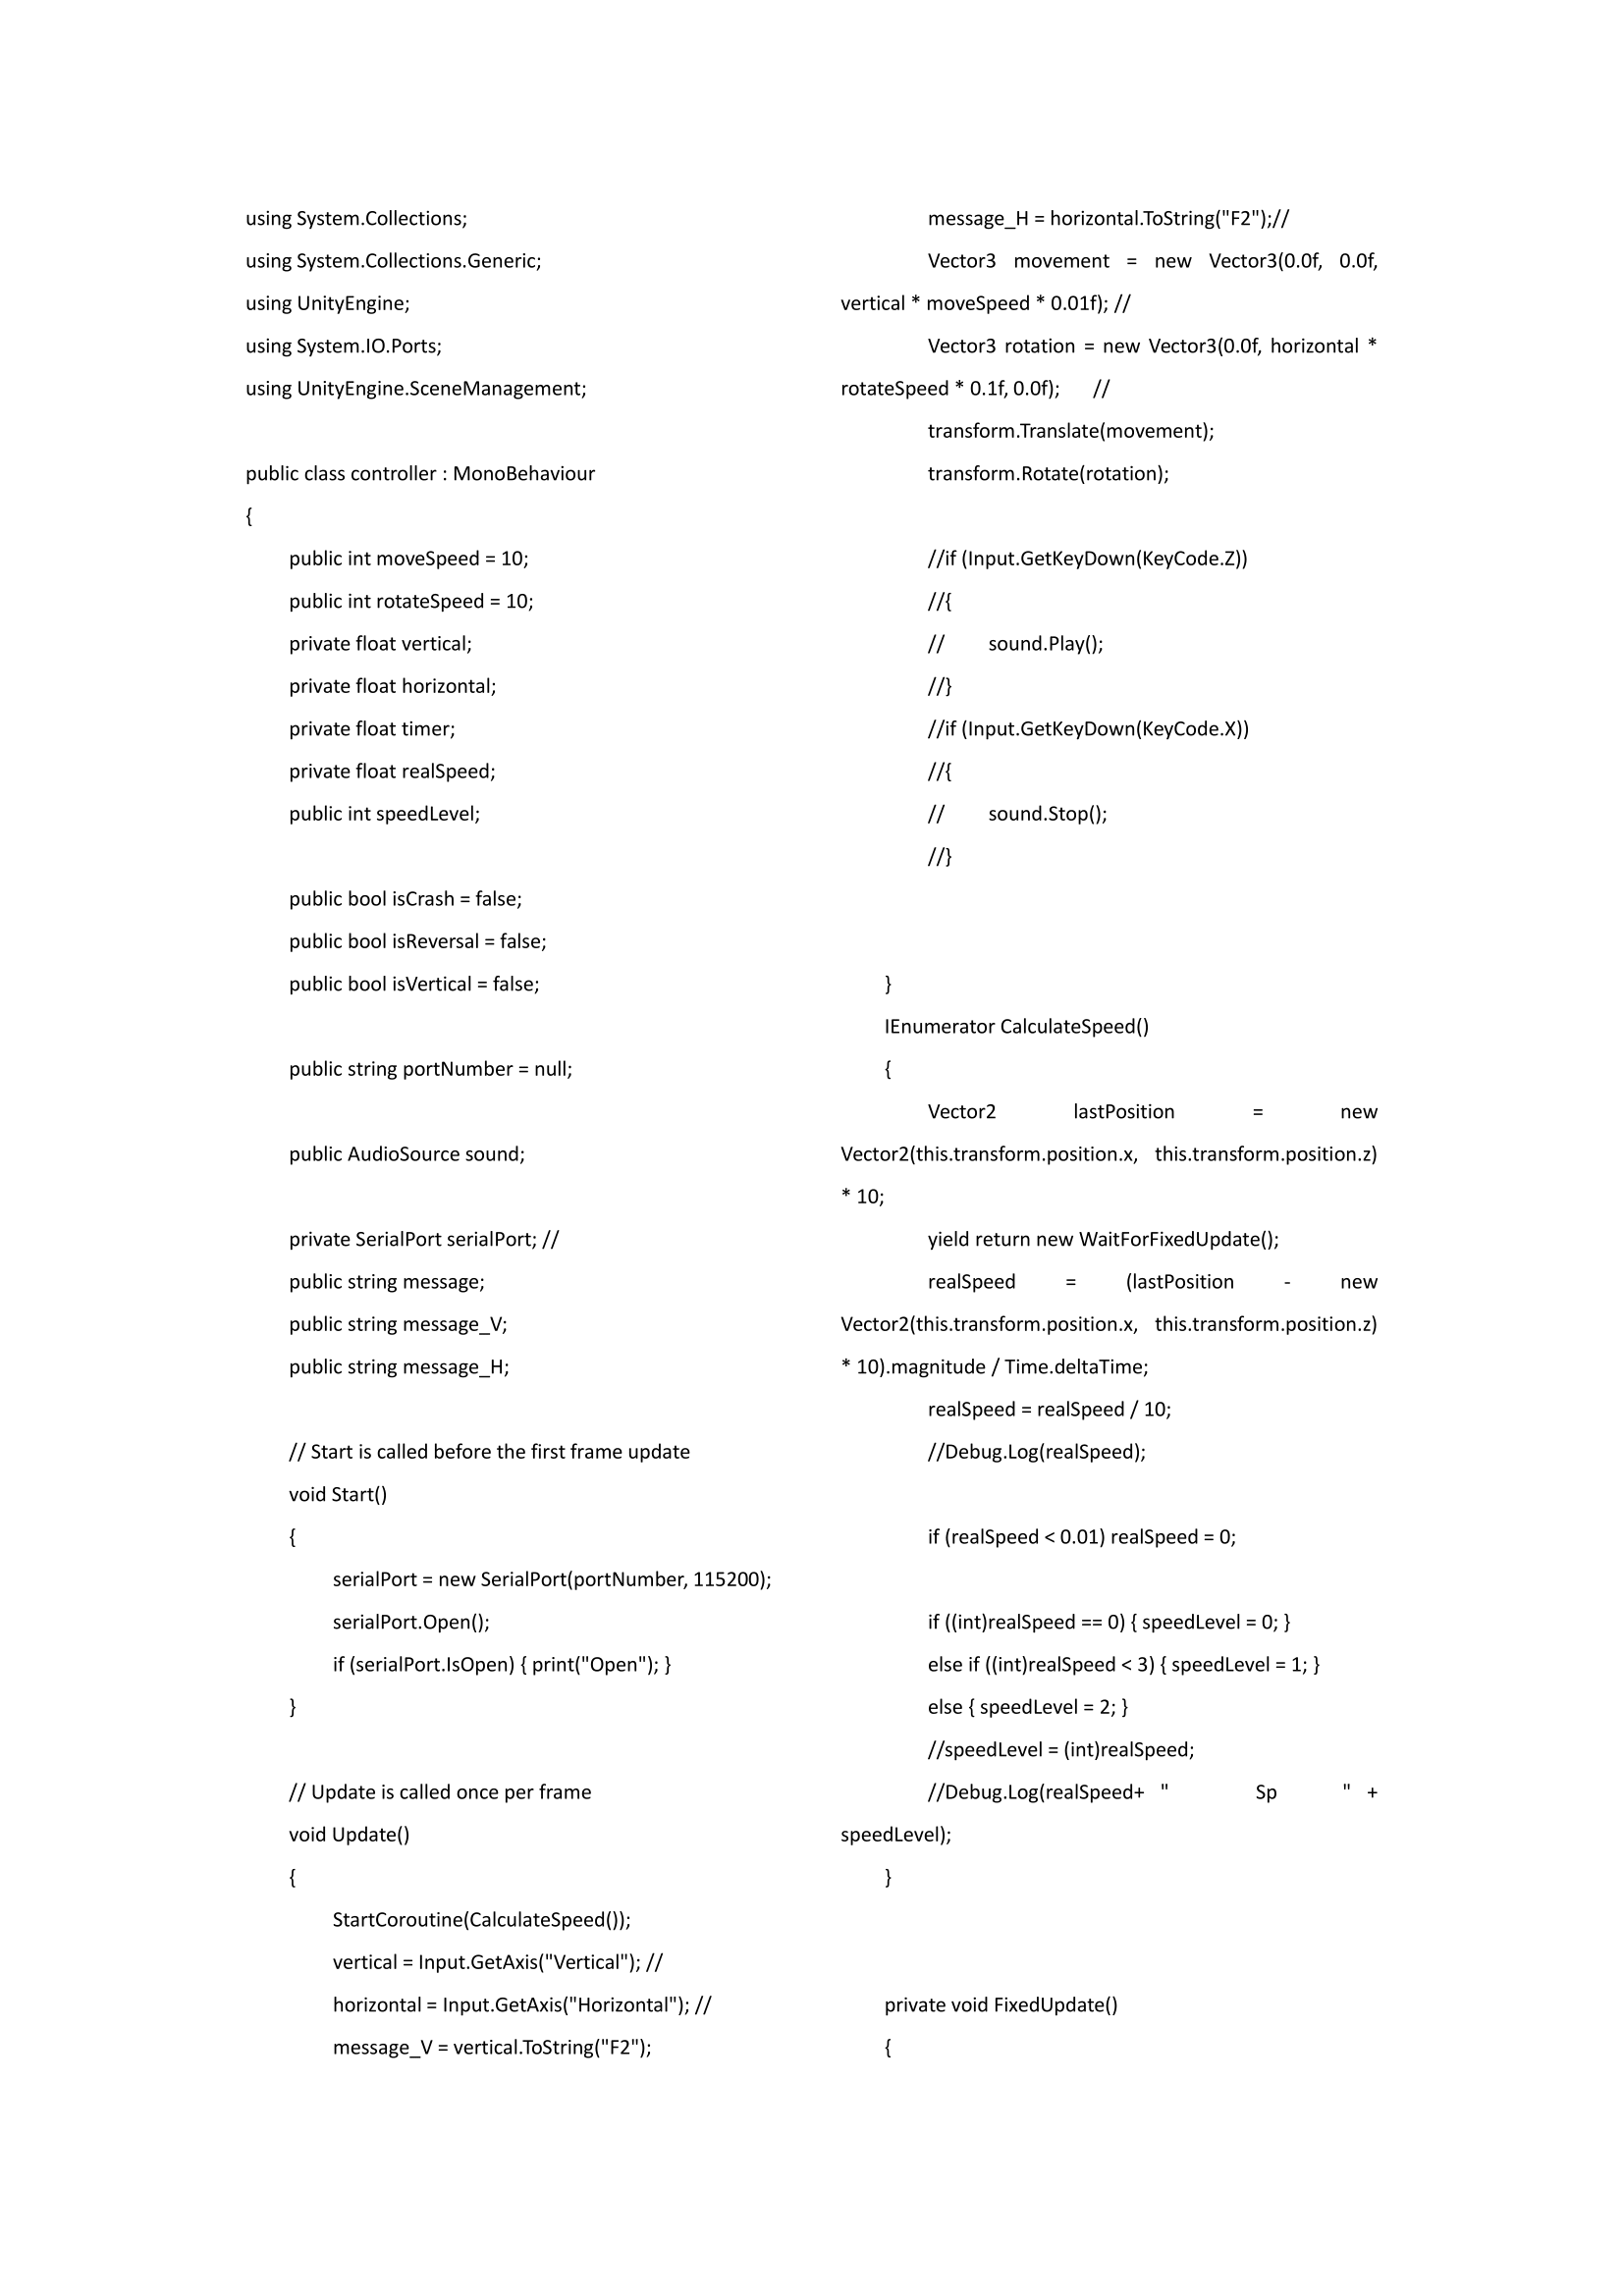 using System.Collections;
using System.Collections.Generic;
using UnityEngine;
using System.IO.Ports;
using UnityEngine.SceneManagement;

public class controller : MonoBehaviour
{
    public int moveSpeed = 10;
    public int rotateSpeed = 10;
    private float vertical;
    private float horizontal;
    private float timer;
    private float realSpeed;
    public int speedLevel;

    public bool isCrash = false;
    public bool isReversal = false;
    public bool isVertical = false;

    public string portNumber = null;

    public AudioSource sound;

    private SerialPort serialPort; //
    public string message;
    public string message_V;
    public string message_H;

    // Start is called before the first frame update
    void Start()
    {
        serialPort = new SerialPort(portNumber, 115200);
        serialPort.Open();
        if (serialPort.IsOpen) { print("Open"); }
    }

    // Update is called once per frame
    void Update()
    {
        StartCoroutine(CalculateSpeed());
        vertical = Input.GetAxis("Vertical"); //
        horizontal = Input.GetAxis("Horizontal"); //
        message_V = vertical.ToString("F2");
        message_H = horizontal.ToString("F2");//
        Vector3 movement = new Vector3(0.0f, 0.0f,
vertical * moveSpeed * 0.01f); //
        Vector3 rotation = new Vector3(0.0f, horizontal *
rotateSpeed * 0.1f, 0.0f);    //
        transform.Translate(movement);
        transform.Rotate(rotation);

        //if (Input.GetKeyDown(KeyCode.Z))
        //{
        //    sound.Play();
        //}
        //if (Input.GetKeyDown(KeyCode.X))
        //{
        //    sound.Stop();
        //}

    }
    IEnumerator CalculateSpeed()
    {
        Vector2 lastPosition = new
Vector2(this.transform.position.x, this.transform.position.z)
* 10;
        yield return new WaitForFixedUpdate();
        realSpeed = (lastPosition - new
Vector2(this.transform.position.x, this.transform.position.z)
* 10).magnitude / Time.deltaTime;
        realSpeed = realSpeed / 10;
        //Debug.Log(realSpeed);

        if (realSpeed < 0.01) realSpeed = 0;

        if ((int)realSpeed == 0) { speedLevel = 0; }
        else if ((int)realSpeed < 3) { speedLevel = 1; }
        else { speedLevel = 2; }
        //speedLevel = (int)realSpeed;
        //Debug.Log(realSpeed+ "    Sp    " +
speedLevel);
    }

    private void FixedUpdate()
    {